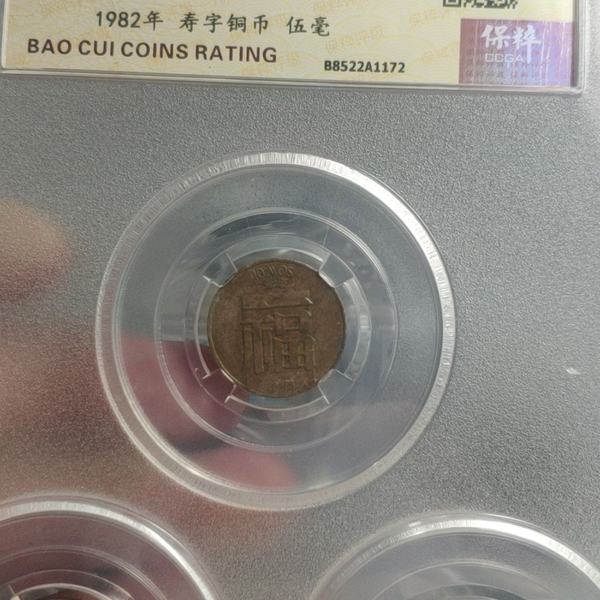 1982年 寿字铜币 伍毫
BAO CUI COINS RATING
B8522A1172
保粹
CCGA
10 AVOS
福